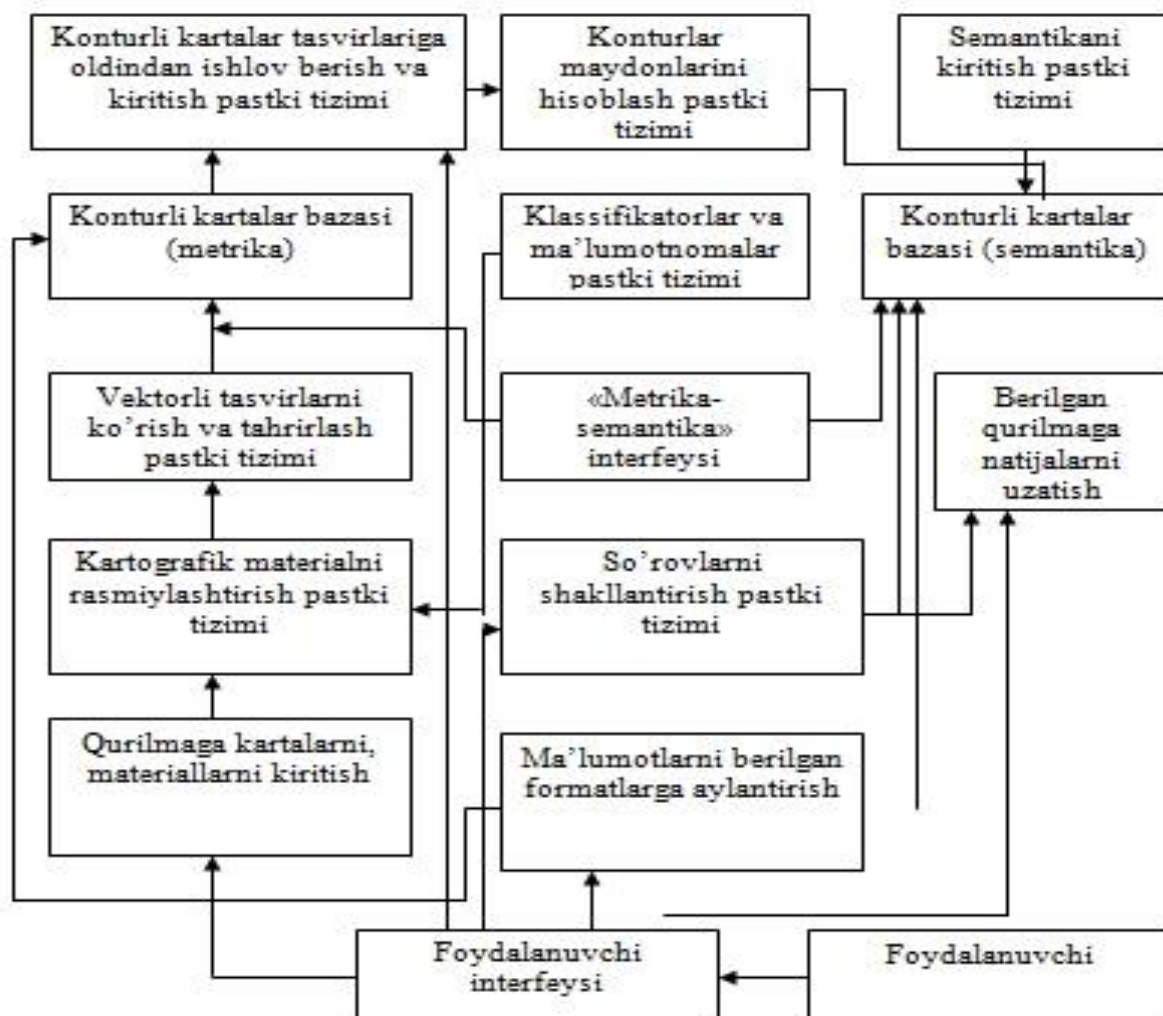 Konturli kartalar tasvirlariga
oldindan ishlov berish va
kiritish pastki tizimi
Konturlar
maydonlarini
hisoblash pastki
tizimi
Semantikani
kiritish pastki
tizimi
Konturli kartalar bazasi
(metrika)
Klassifikatorlar va
ma’lumotnomalar
pastki tizimi
Konturli kartalar
bazasi (semantika)
Vektorli tasvirlarni
ko’rish va tahrirlash
pastki tizimi
«Metrika-
semantika»
interfeysi
Berilgan
qurilmaga
natijalarni
uzatish
Kartografik materialni
rasmiylashtirish pastki
tizimi
So’rovlarni
shakllantirish pastki
tizimi
Qurilmaga kartalarni,
materiallarni kiritish
Ma’lumotlarni berilgan
formatlarga aylantirish
Foydalanuvchi
interfeysi
Foydalanuvchi